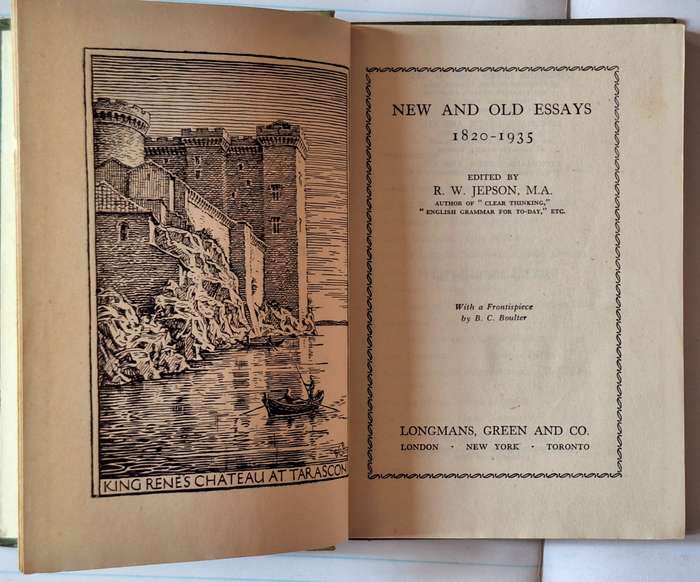 KING RENÉ'S CHATEAU AT TARASCON
NEW AND OLD ESSAYS
1820-1935
EDITED BY
R. W. JEPSON, M.A.
AUTHOR OF " CLEAR THINKING,"
" ENGLISH GRAMMAR FOR TO-DAY," ETC.
With a Frontispiece
by B. C. Boulter
LONGMANS, GREEN AND CO.
LONDON · NEW YORK · TORONTO